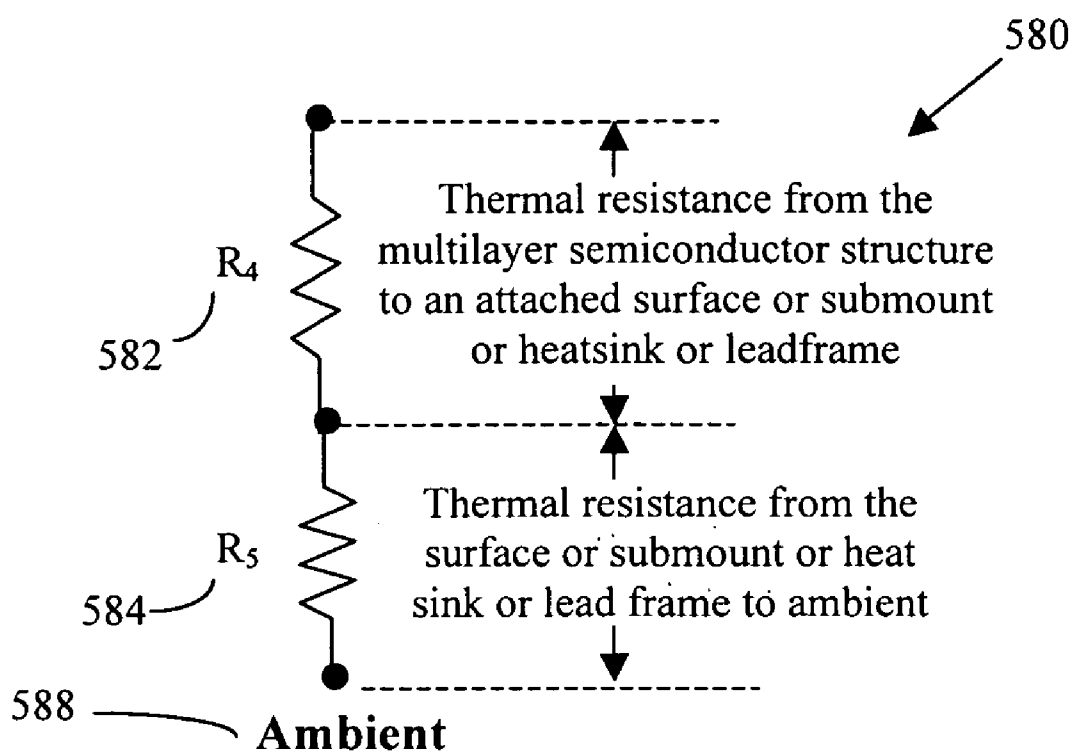 580
Thermal resistance from the
multilayer semiconductor structure
to an attached surface or submount
or heatsink or leadframe
R4
582
Thermal resistance from the
surface or submount or heat
sink or lead frame to ambient
R5
584
588
Ambient